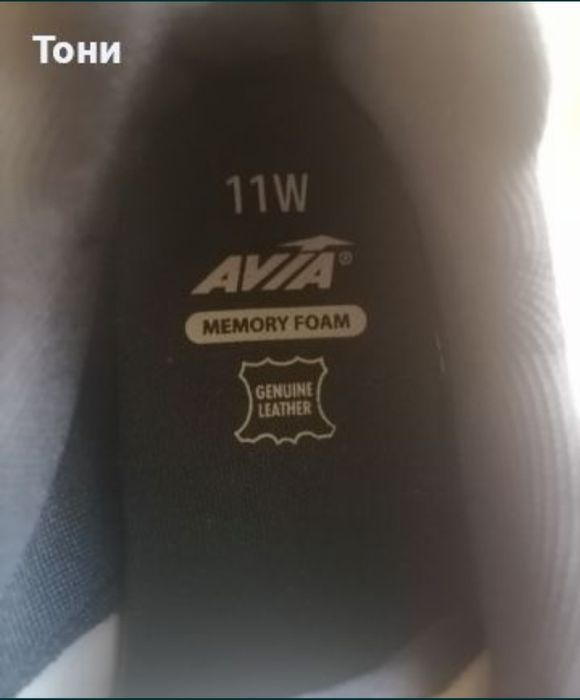 Тони
11W
AVIA®
MEMORY FOAM
GENUINE
LEATHER